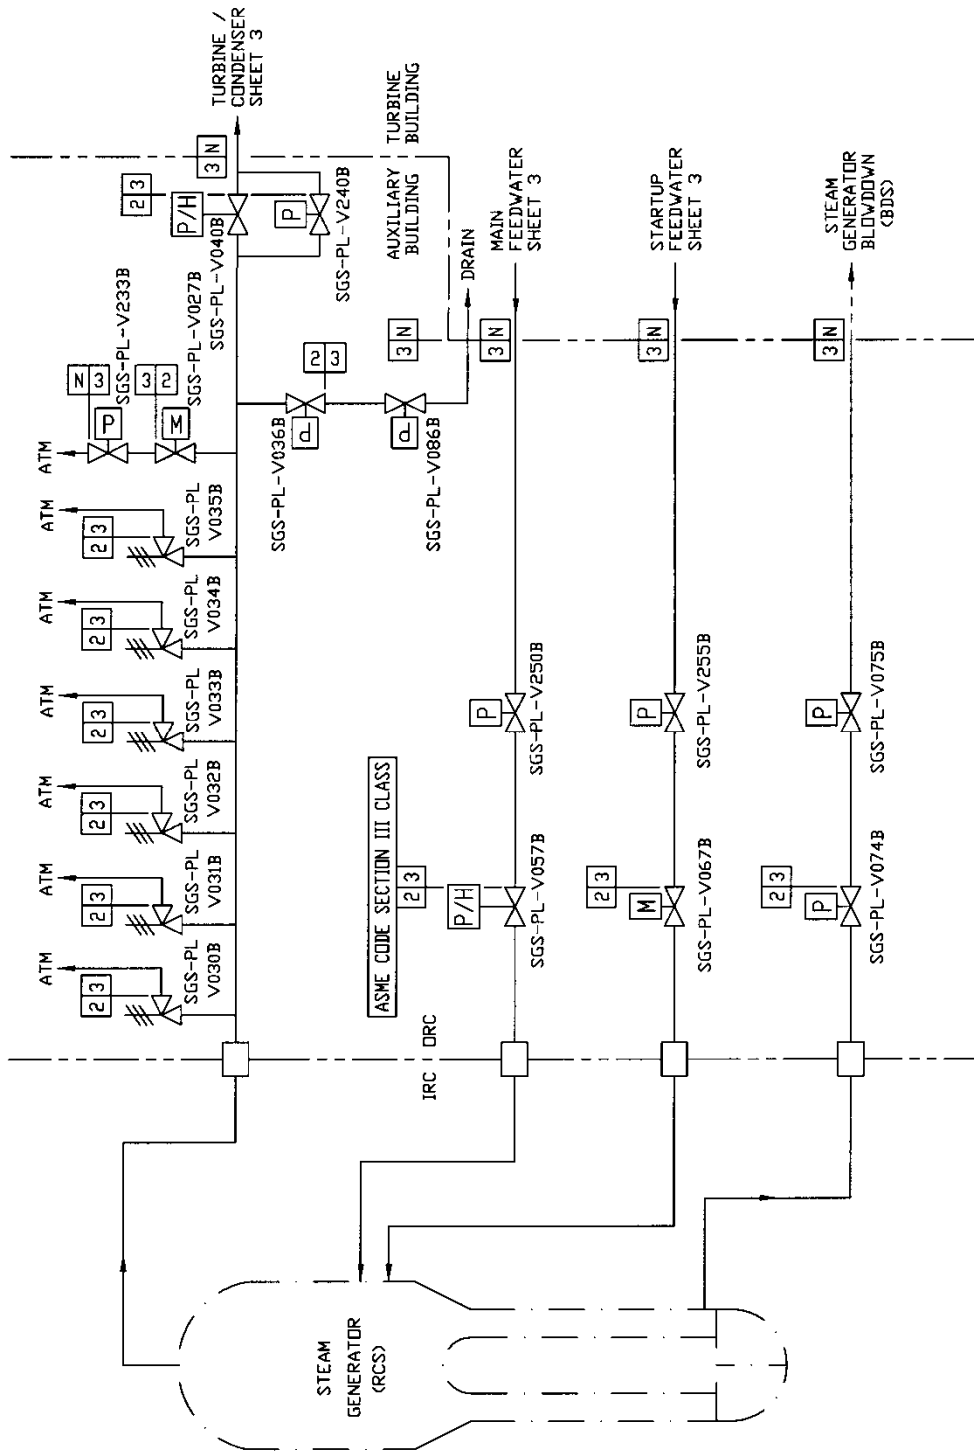 STEAM
GENERATOR
(RCS)
IRC
ORC
ATM
2 3
SGS-PL
V030B
ATM
2 3
SGS-PL
V031B
ATM
2 3
SGS-PL
V032B
ATM
2 3
SGS-PL
V033B
ATM
2 3
SGS-PL
V034B
ATM
2 3
SGS-PL
V035B
ATM
N 3
P
SGS-PL-V233B
3 2
M
SGS-PL-V027B
2 3
P/H
SGS-PL-V040B
P
SGS-PL-V240B
3 N
TURBINE /
CONDENSER
SHEET 3
AUXILIARY
BUILDING
TURBINE
BUILDING
2 3
P
SGS-PL-V036B
P
SGS-PL-V086B
3 N
DRAIN
ASME CODE SECTION III CLASS
2 3
P/H
SGS-PL-V057B
P
SGS-PL-V250B
3 N
MAIN
FEEDWATER
SHEET 3
2 3
M
SGS-PL-V067B
P
SGS-PL-V255B
3 N
STARTUP
FEEDWATER
SHEET 3
2 3
P
SGS-PL-V074B
P
SGS-PL-V075B
3 N
STEAM
GENERATOR
BLOWDOWN
(BDS)